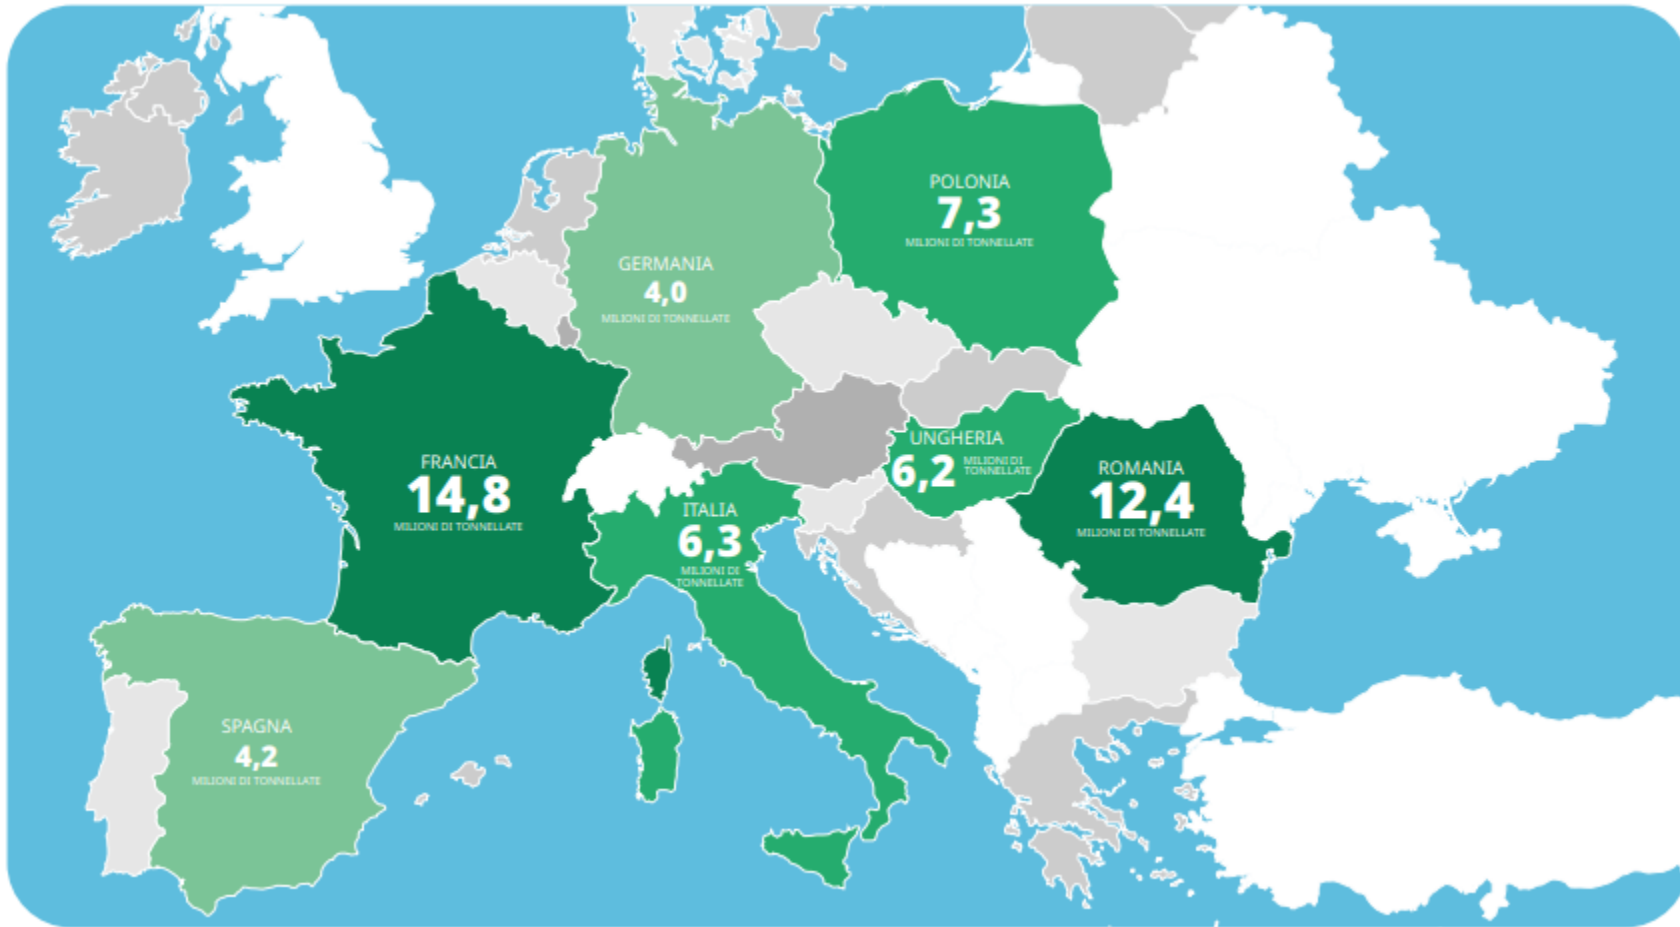 POLONIA
7,3
MILIONI DI TONNELLATE
GERMANIA
4,0
MILIONI DI TONNELLATE
FRANCIA
14,8
MILIONI DI TONNELLATE
UNGHERIA
6,2
MILIONI DI
TONNELLATE
ROMANIA
12,4
MILIONI DI TONNELLATE
ITALIA
6,3
MILIONI DI
TONNELLATE
SPAGNA
4,2
MILIONI DI TONNELLATE